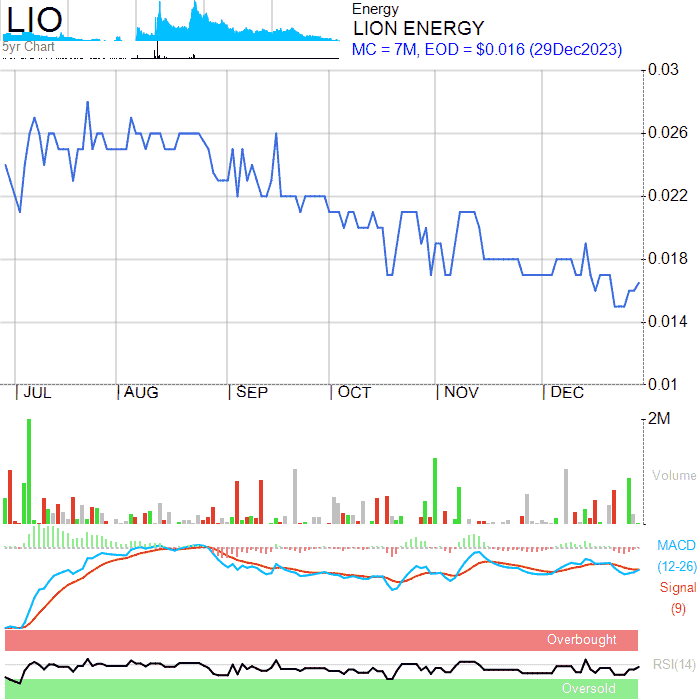 LIO
5yr Chart
Energy
LION ENERGY
MC = 7M, EOD = $0.016 (29Dec2023)
0.03
0.026
0.022
0.018
0.014
0.01
JUL AUG SEP OCT NOV DEC
2M
Volume
MACD
(12-26)
Signal
(9)
Overbought
RSI(14)
Oversold